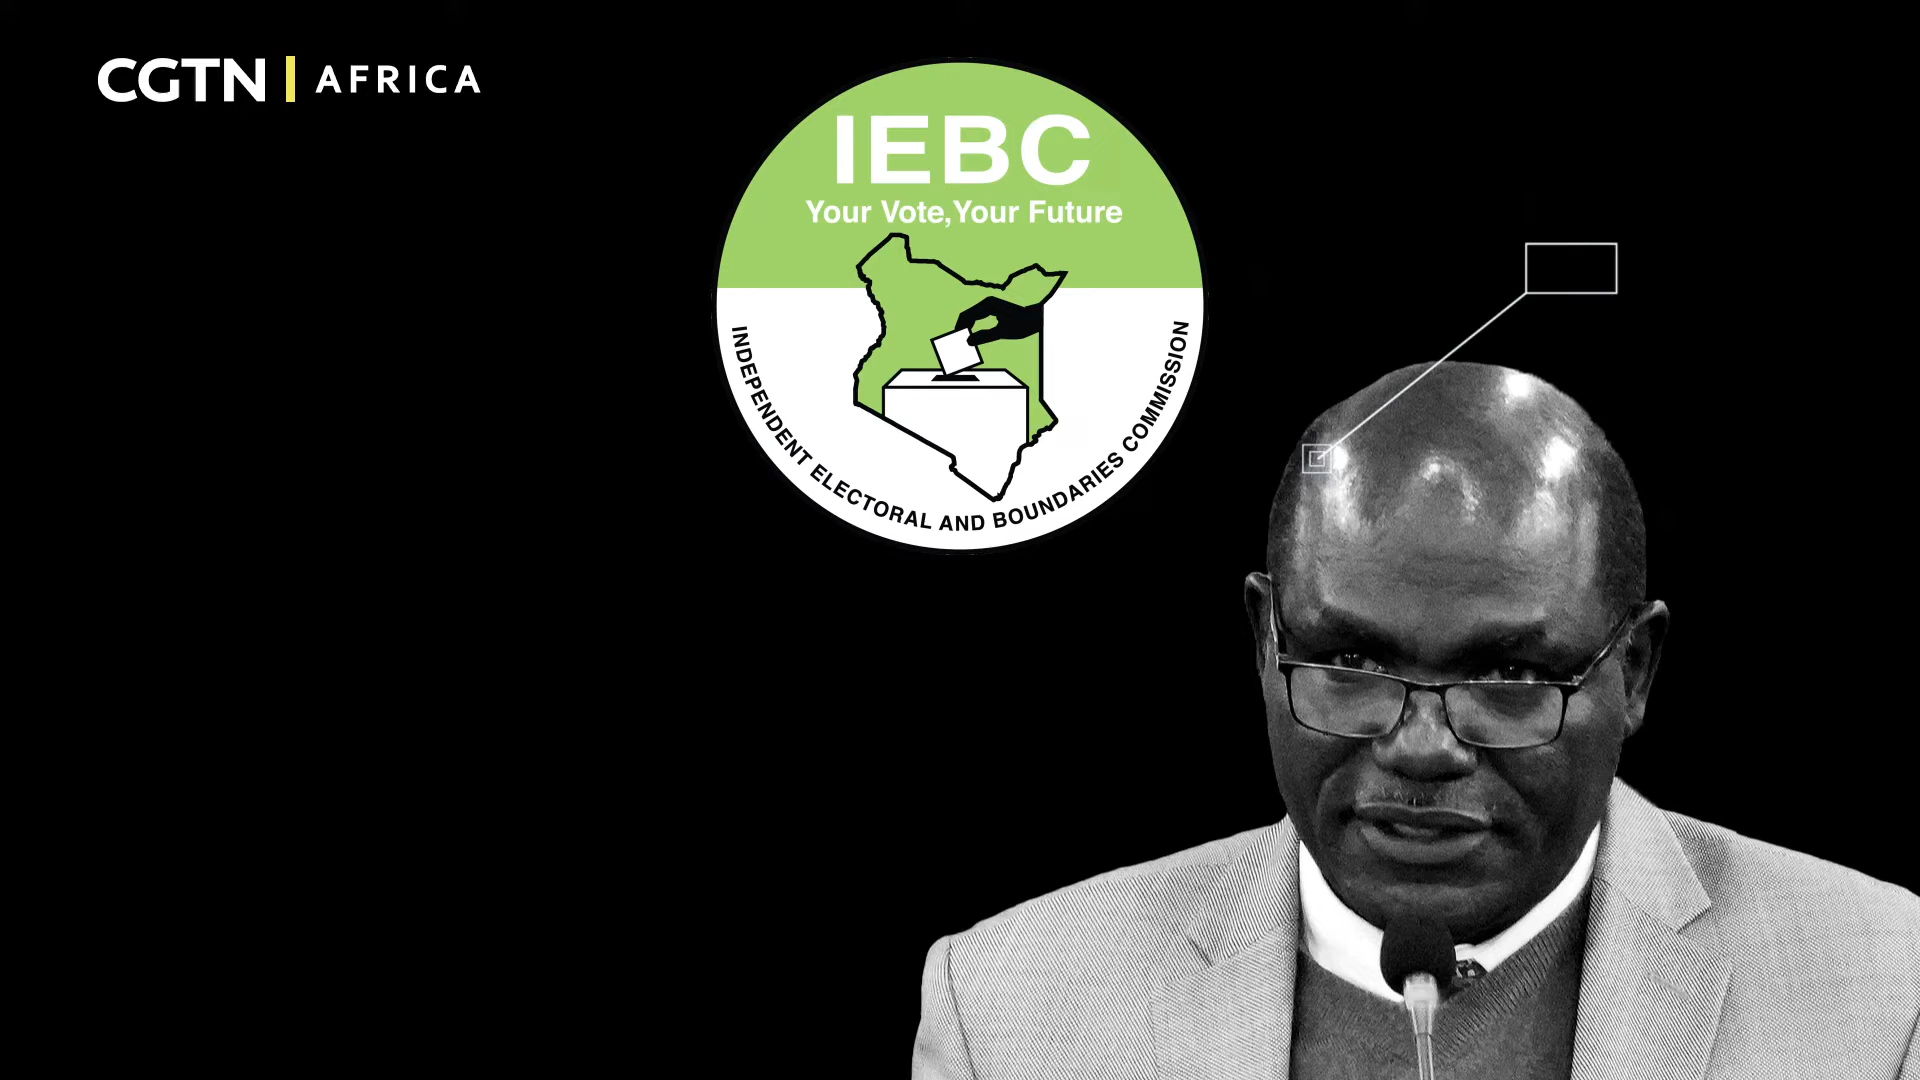 CGTN | AFRICA
IEBC
Your Vote,Your Future
INDEPENDENT ELECTORAL AND BOUNDARIES COMMISSION